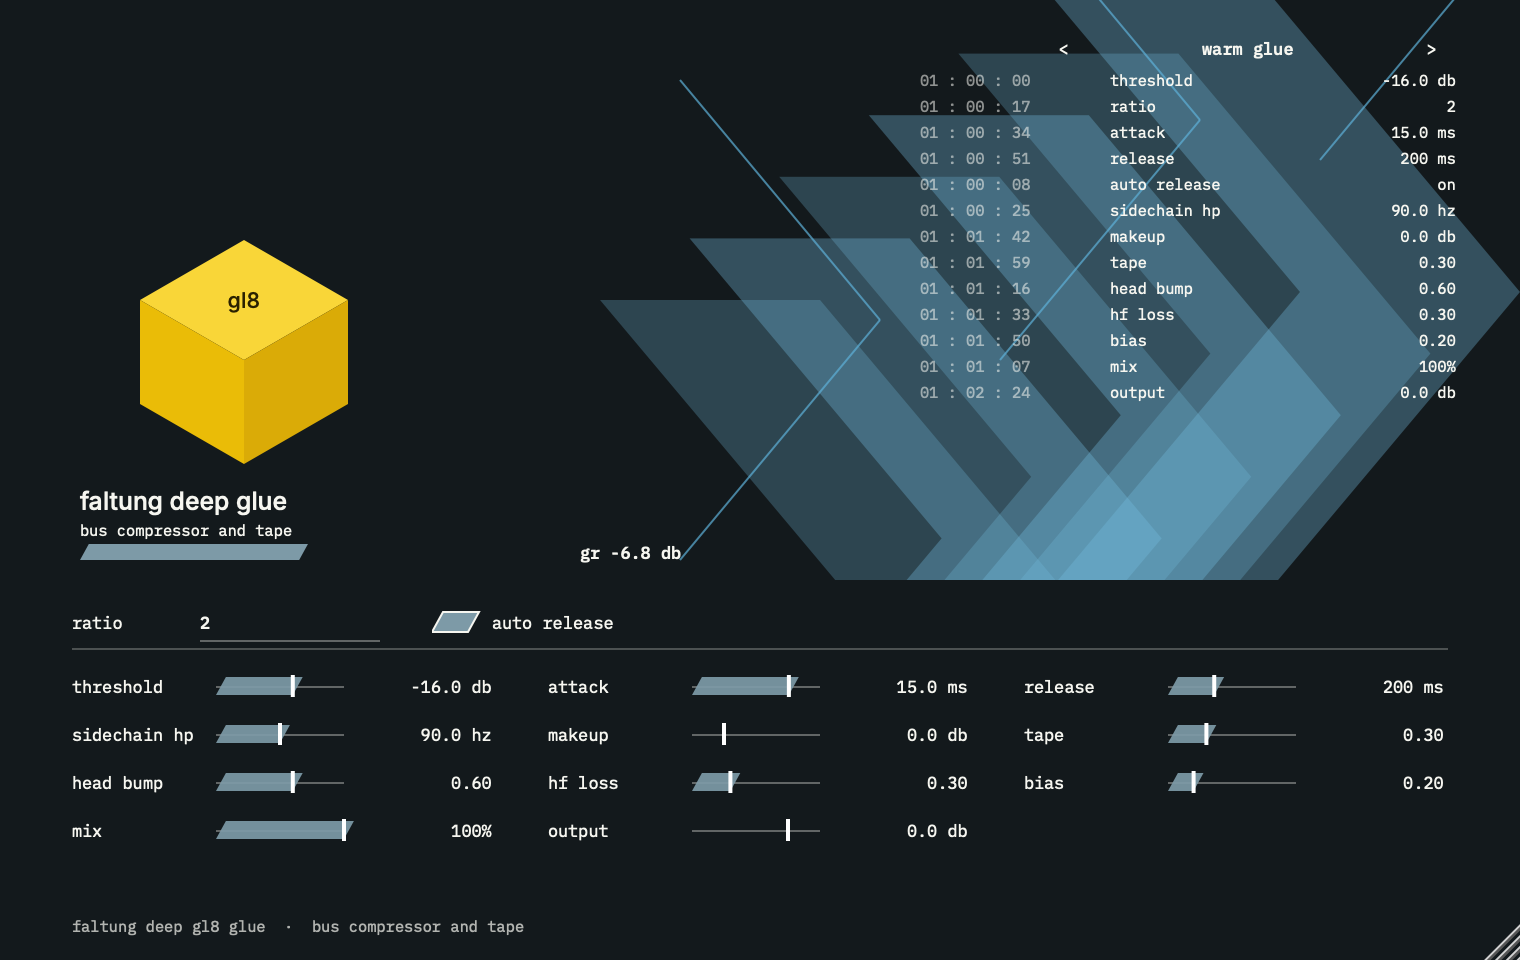 < warm glue >
01 : 00 : 00 threshold -16.0 db
01 : 00 : 17 ratio 2
01 : 00 : 34 attack 15.0 ms
01 : 00 : 51 release 200 ms
01 : 00 : 08 auto release on
01 : 00 : 25 sidechain hp 90.0 hz
01 : 01 : 42 makeup 0.0 db
01 : 01 : 59 tape 0.30
01 : 01 : 16 head bump 0.60
01 : 01 : 33 hf loss 0.30
01 : 01 : 50 bias 0.20
01 : 01 : 07 mix 100%
01 : 02 : 24 output 0.0 db
gl8
faltung deep glue
bus compressor and tape
gr -6.8 db
ratio 2 auto release
threshold -16.0 db attack 15.0 ms release 200 ms
sidechain hp 90.0 hz makeup 0.0 db tape 0.30
head bump 0.60 hf loss 0.30 bias 0.20
mix 100% output 0.0 db
faltung deep gl8 glue · bus compressor and tape